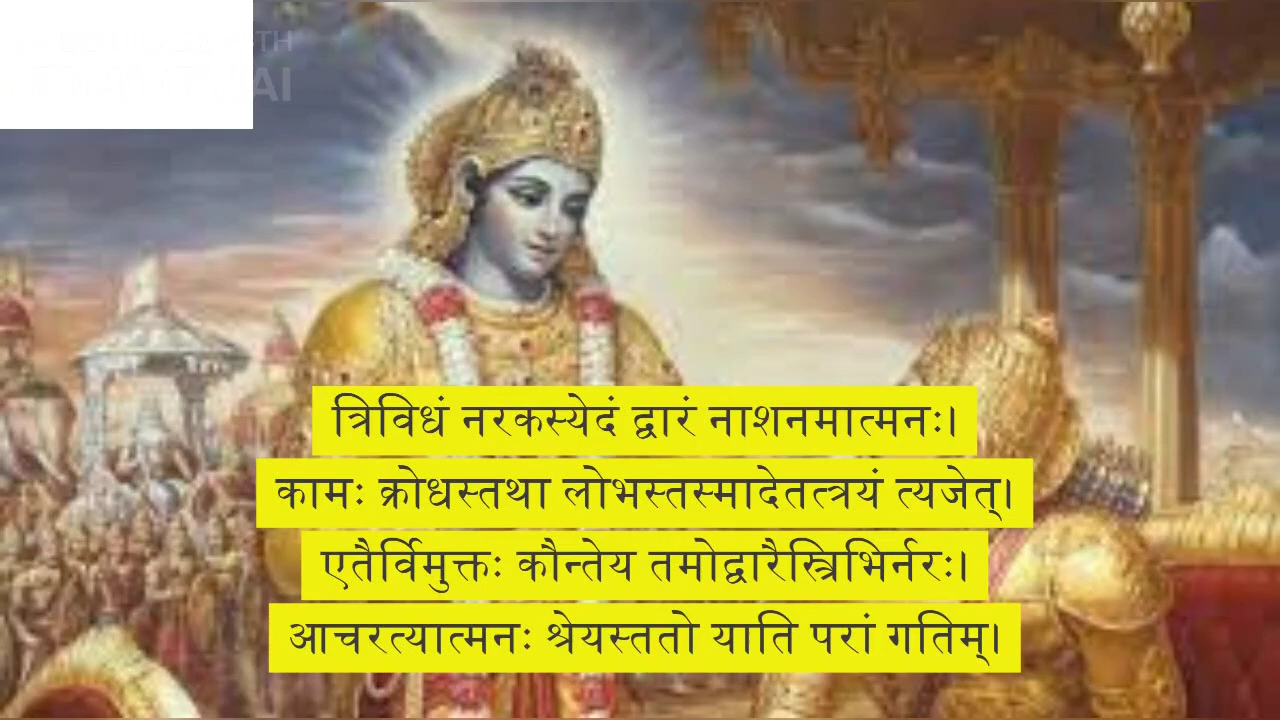 त्रिविधं नरकस्येदं द्वारं नाशनमात्मनः।
कामः क्रोधस्तथा लोभस्तस्मादेतत्त्रयं त्यजेत्।
एतैर्विमुक्तः कौन्तेय तमोद्वारैस्त्रिभिर्नरः।
आचरत्यात्मनः श्रेयस्ततो याति परां गतिम्।